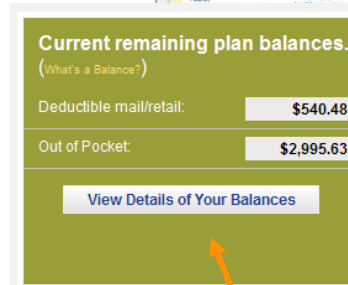 Current remaining plan balances.
(What's a Balance?)
Deductible mail/retail: $540.48
Out of Pocket: $2,995.63
View Details of Your Balances